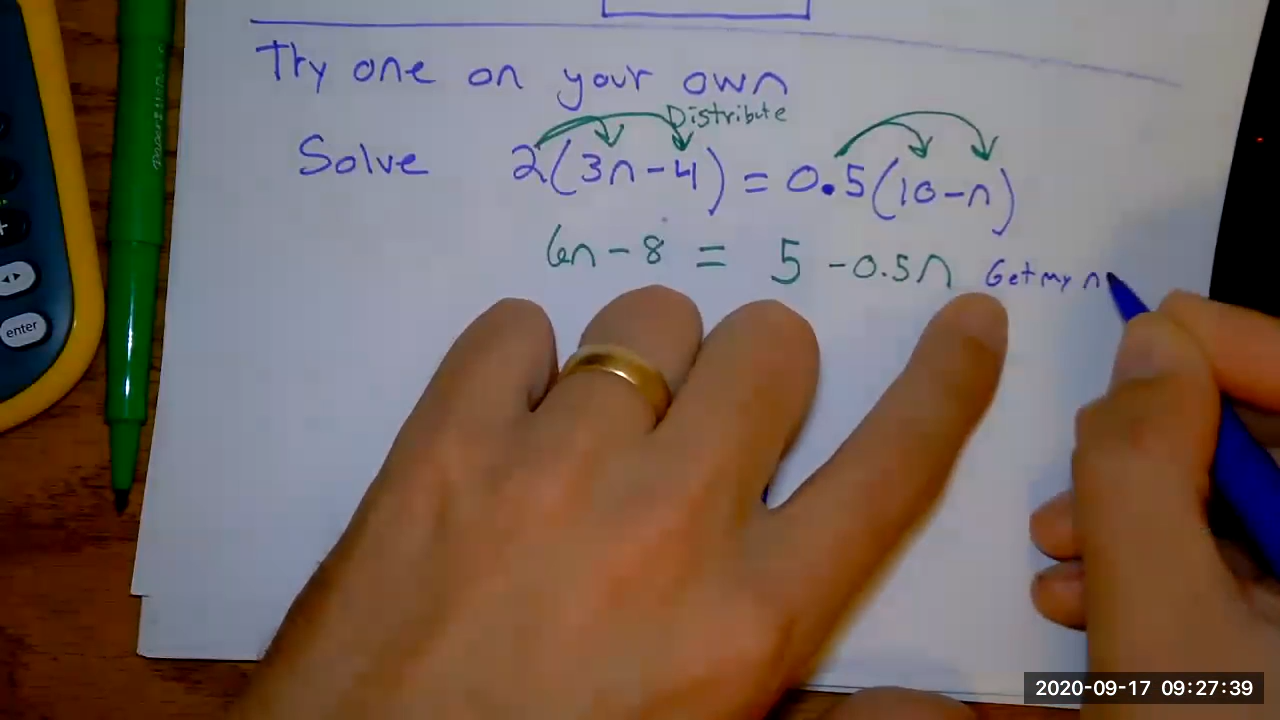 Try one on your own
Distribute
Solve 2(3n-4) = 0.5(10-n)
6n - 8 = 5 - 0.5n Get my n
enter
2020-09-17 09:27:39